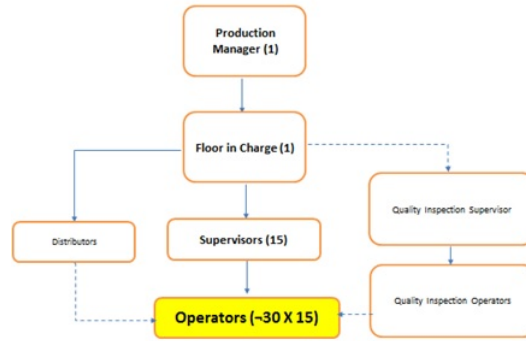 Production
Manager (1)
Floor in Charge (1)
Quality Inspection Supervisor
Distributors
Supervisors (15)
Quality Inspection Operators
Operators (¬30 X 15)